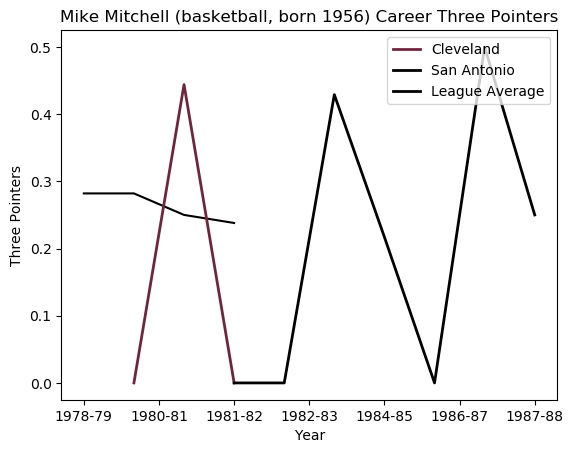 Mike Mitchell (basketball, born 1956) Career Three Pointers
Cleveland
San Antonio
League Average
Three Pointers
0.5
0.4
0.3
0.2
0.1
0.0
1978-79 1980-81 1981-82 1982-83 1984-85 1986-87 1987-88
Year